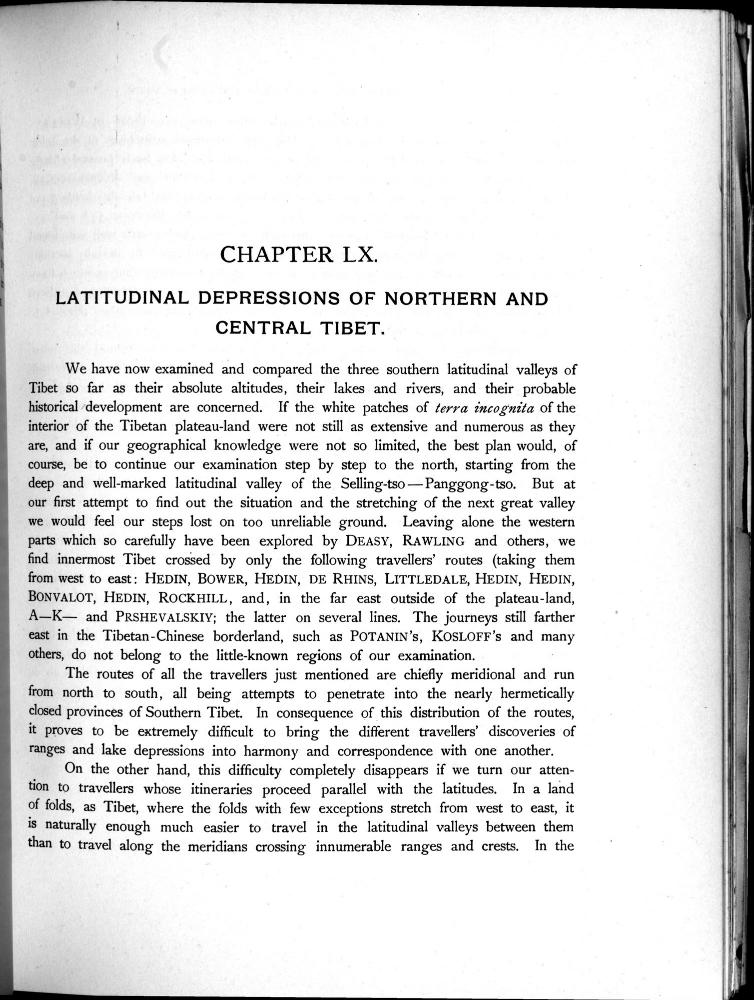 CHAPTER LX.
LATITUDINAL DEPRESSIONS OF NORTHERN AND
CENTRAL TIBET.
We have now examined and compared the three southern latitudinal valleys of
Tibet so far as their absolute altitudes, their lakes and rivers, and their probable
historical development are concerned. If the white patches of terra incognita of the
interior of the Tibetan plateau-land were not still as extensive and numerous as they
are, and if our geographical knowledge were not so limited, the best plan would, of
course, be to continue our examination step by step to the north, starting from the
deep and well-marked latitudinal valley of the Selling-tso — Panggong-tso. But at
our first attempt to find out the situation and the stretching of the next great valley
we would feel our steps lost on too unreliable ground. Leaving alone the western
parts which so carefully have been explored by DEASY, RAWLING and others, we
find innermost Tibet crossed by only the following travellers' routes (taking them
from west to east: HEDIN, BOWER, HEDIN, DE RHINS, LITTLEDALE, HEDIN, HEDIN,
BONVALOT, HEDIN, ROCKHILL, and, in the far east outside of the plateau-land,
A—K— and PRSHEVALSKIY; the latter on several lines. The journeys still farther
east in the Tibetan-Chinese borderland, such as POTANIN's, KOSLOFF's and many
others, do not belong to the little-known regions of our examination.
The routes of all the travellers just mentioned are chiefly meridional and run
from north to south, all being attempts to penetrate into the nearly hermetically
closed provinces of Southern Tibet. In consequence of this distribution of the routes,
it proves to be extremely difficult to bring the different travellers' discoveries of
ranges and lake depressions into harmony and correspondence with one another.
On the other hand, this difficulty completely disappears if we turn our atten-
tion to travellers whose itineraries proceed parallel with the latitudes. In a land
of folds, as Tibet, where the folds with few exceptions stretch from west to east, it
is naturally enough much easier to travel in the latitudinal valleys between them
than to travel along the meridians crossing innumerable ranges and crests. In the